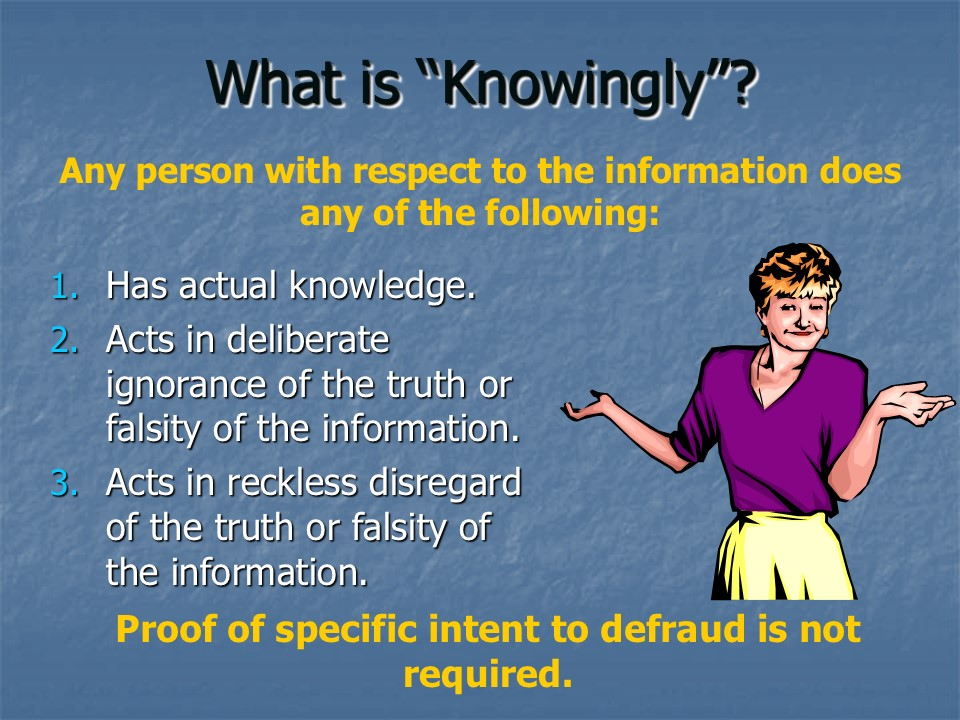 What is “Knowingly”?
Any person with respect to the information does
any of the following:
1. Has actual knowledge.
2. Acts in deliberate
ignorance of the truth or
falsity of the information.
3. Acts in reckless disregard
of the truth or falsity of
the information.
Proof of specific intent to defraud is not
required.